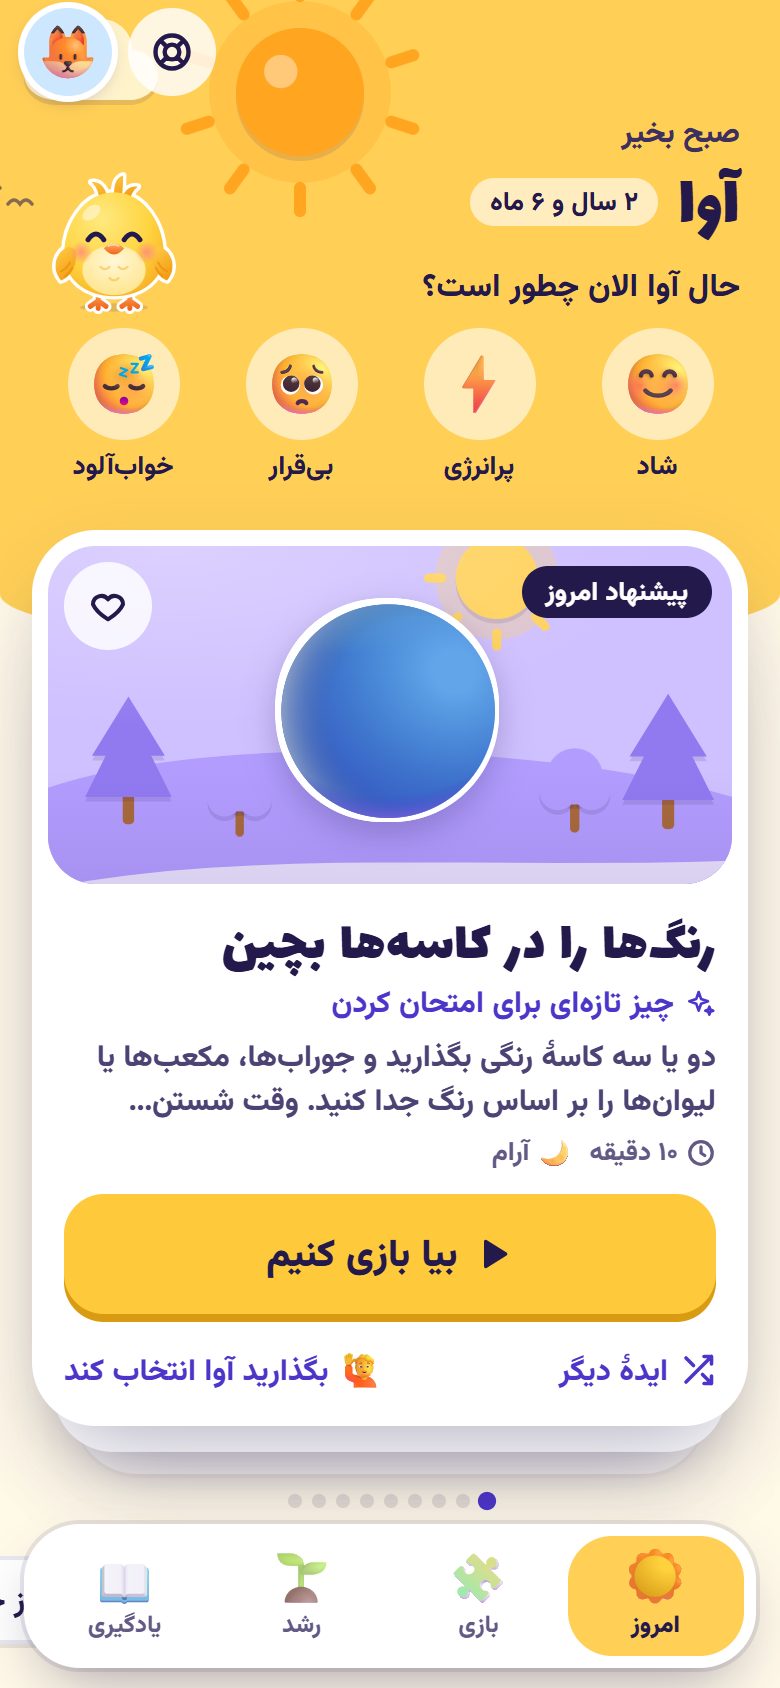 صبح بخیر
آوا
۲ سال و ۶ ماه
حال آوا الان چطور است؟
شاد
پرانرژی
بی‌قرار
خواب‌آلود
پیشنهاد امروز
رنگ‌ها را در کاسه‌ها بچین
چیز تازه‌ای برای امتحان کردن
دو یا سه کاسهٔ رنگی بگذارید و جوراب‌ها، مکعب‌ها یا
لیوان‌ها را بر اساس رنگ جدا کنید. وقت شستن...
۱۰ دقیقه
آرام
بیا بازی کنیم
ایدهٔ دیگر
بگذارید آوا انتخاب کند
امروز
بازی
رشد
یادگیری